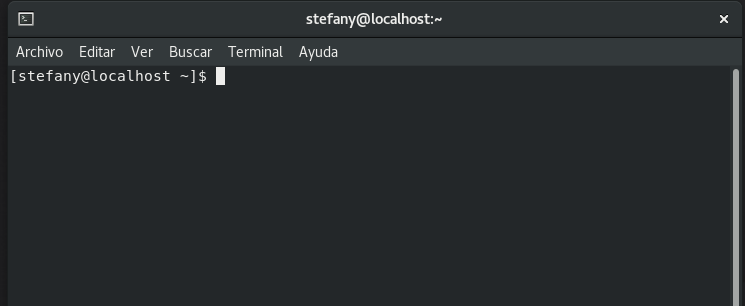 stefany@localhost:~
Archivo Editar Ver Buscar Terminal Ayuda
[stefany@localhost ~]$